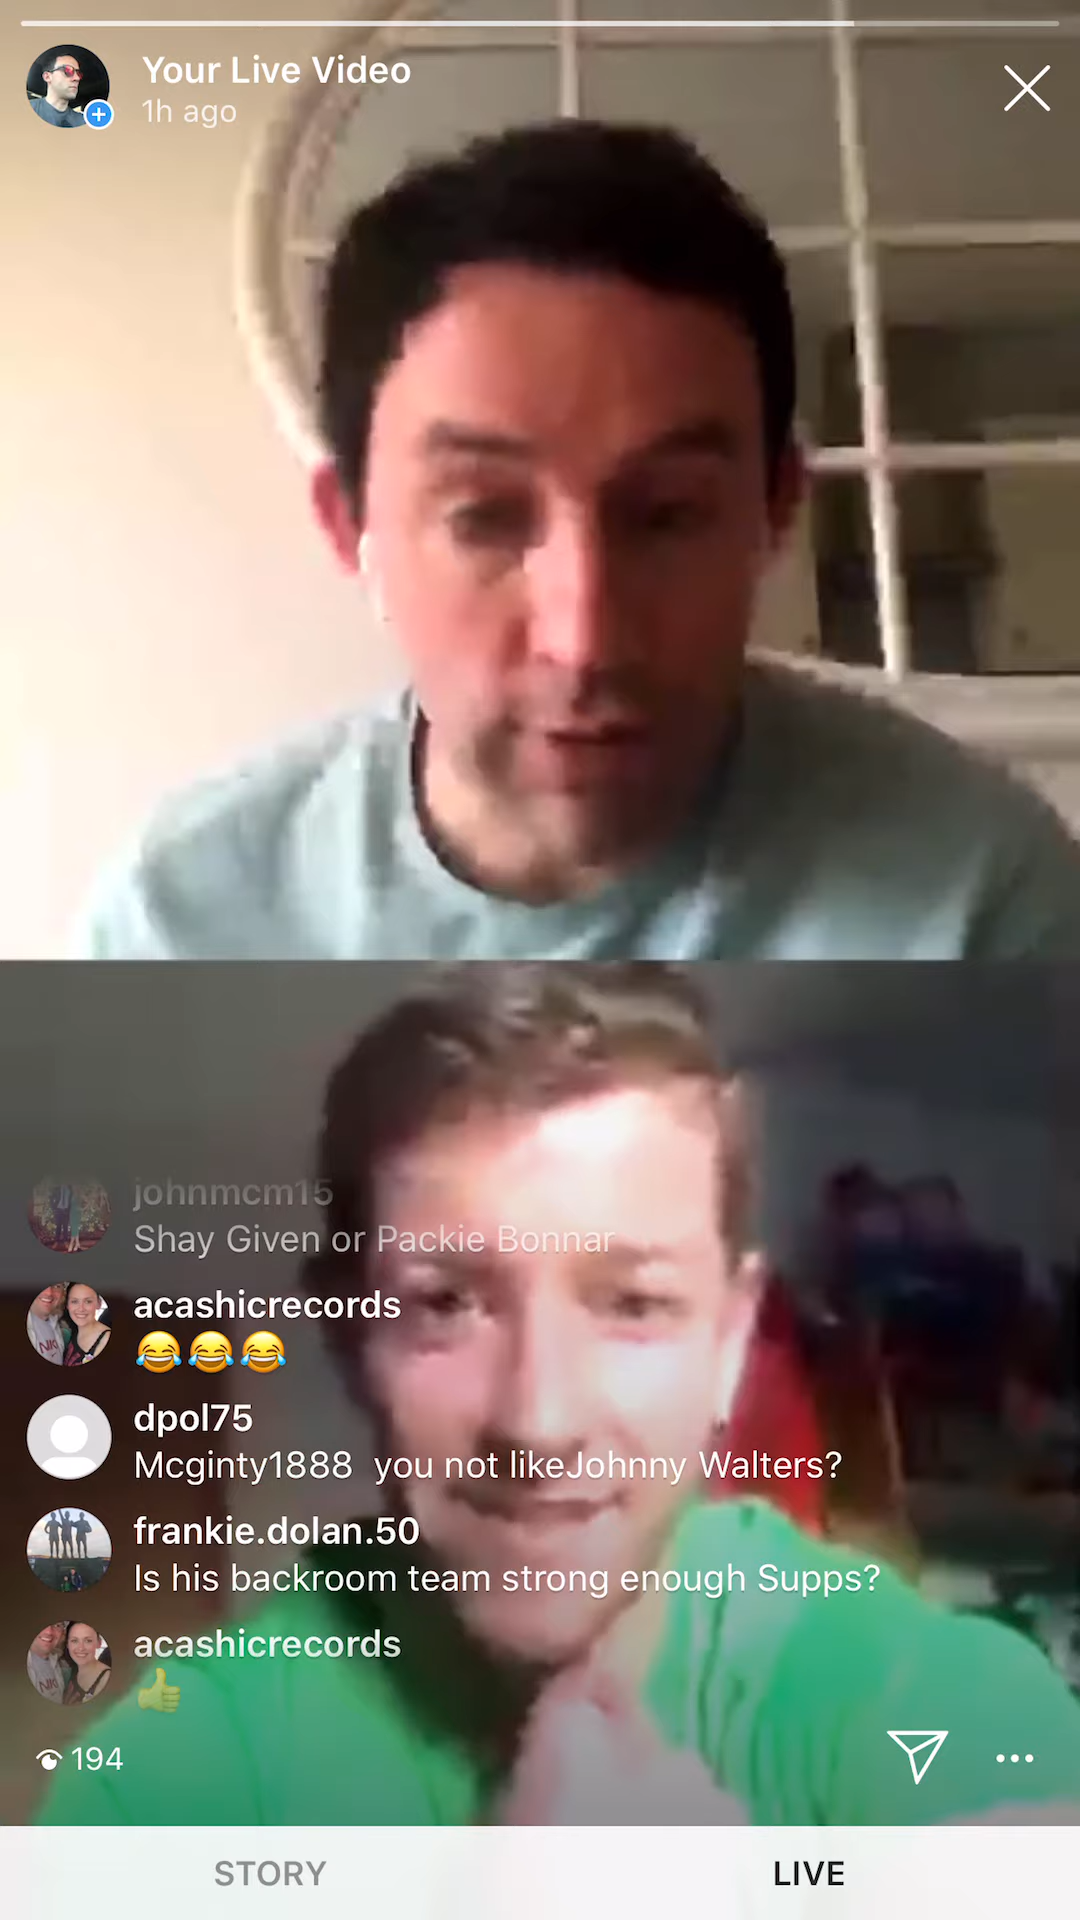 Your Live Video
1h ago
johnmcm15
Shay Given or Packie Bonnar
acashicrecords
😂😂😂
dpol75
Mcginty1888 you not likeJohnny Walters?
frankie.dolan.50
Is his backroom team strong enough Supps?
acashicrecords
👍
194
STORY
LIVE